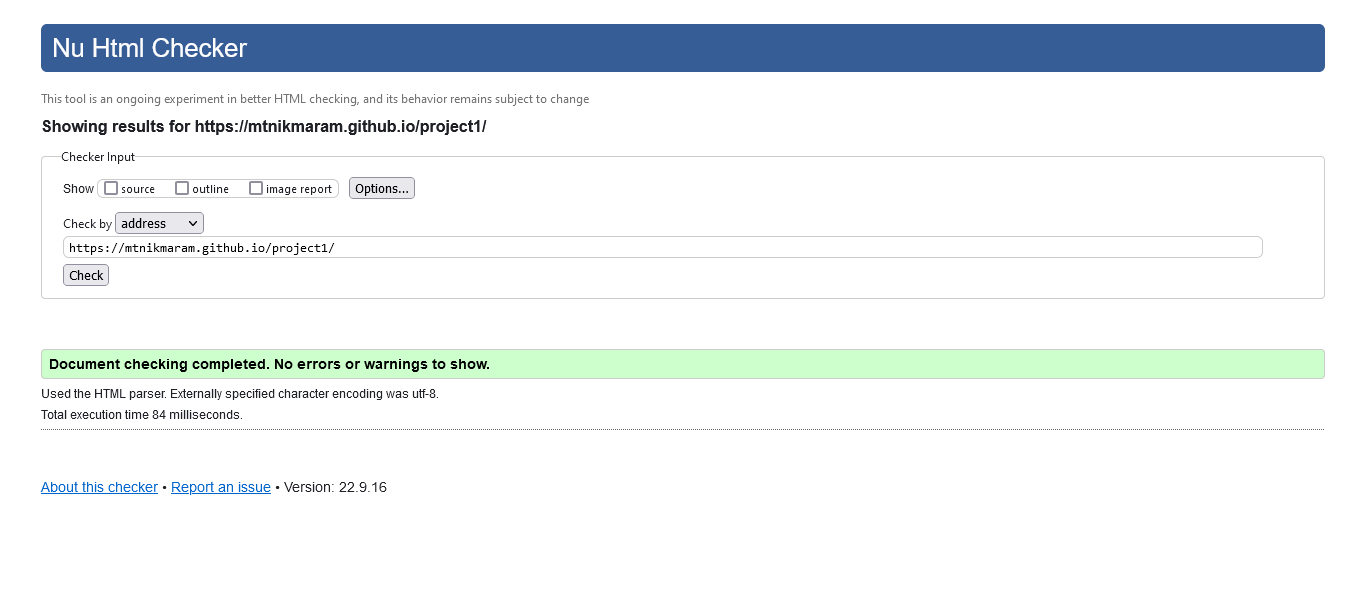 Nu Html Checker
This tool is an ongoing experiment in better HTML checking, and its behavior remains subject to change
Showing results for https://mtnikmaram.github.io/project1/
Checker Input
Show source outline image report Options...
Check by address
https://mtnikmaram.github.io/project1/
Check
Document checking completed. No errors or warnings to show.
Used the HTML parser. Externally specified character encoding was utf-8.
Total execution time 84 milliseconds.
About this checker • Report an issue • Version: 22.9.16